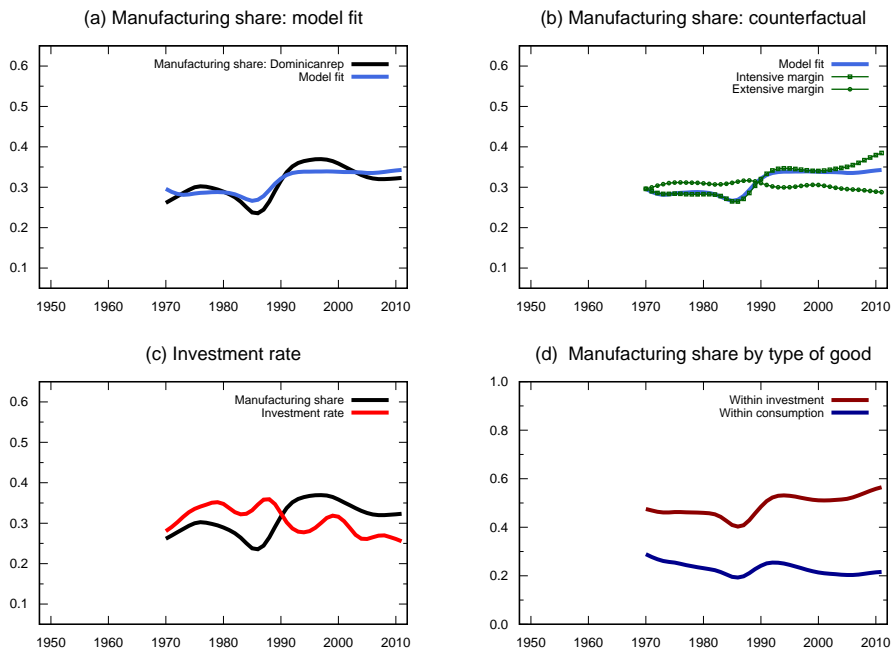 (a) Manufacturing share: model fit
0.6
0.5
0.4
0.3
0.2
0.1
Manufacturing share: Dominicanrep
Model fit
1950 1960 1970 1980 1990 2000 2010
(b) Manufacturing share: counterfactual
0.6
0.5
0.4
0.3
0.2
0.1
Model fit
Intensive margin
Extensive margin
1950 1960 1970 1980 1990 2000 2010
(c) Investment rate
0.6
0.5
0.4
0.3
0.2
0.1
Manufacturing share
Investment rate
1950 1960 1970 1980 1990 2000 2010
(d) Manufacturing share by type of good
1.0
0.8
0.6
0.4
0.2
0.0
Within investment
Within consumption
1950 1960 1970 1980 1990 2000 2010